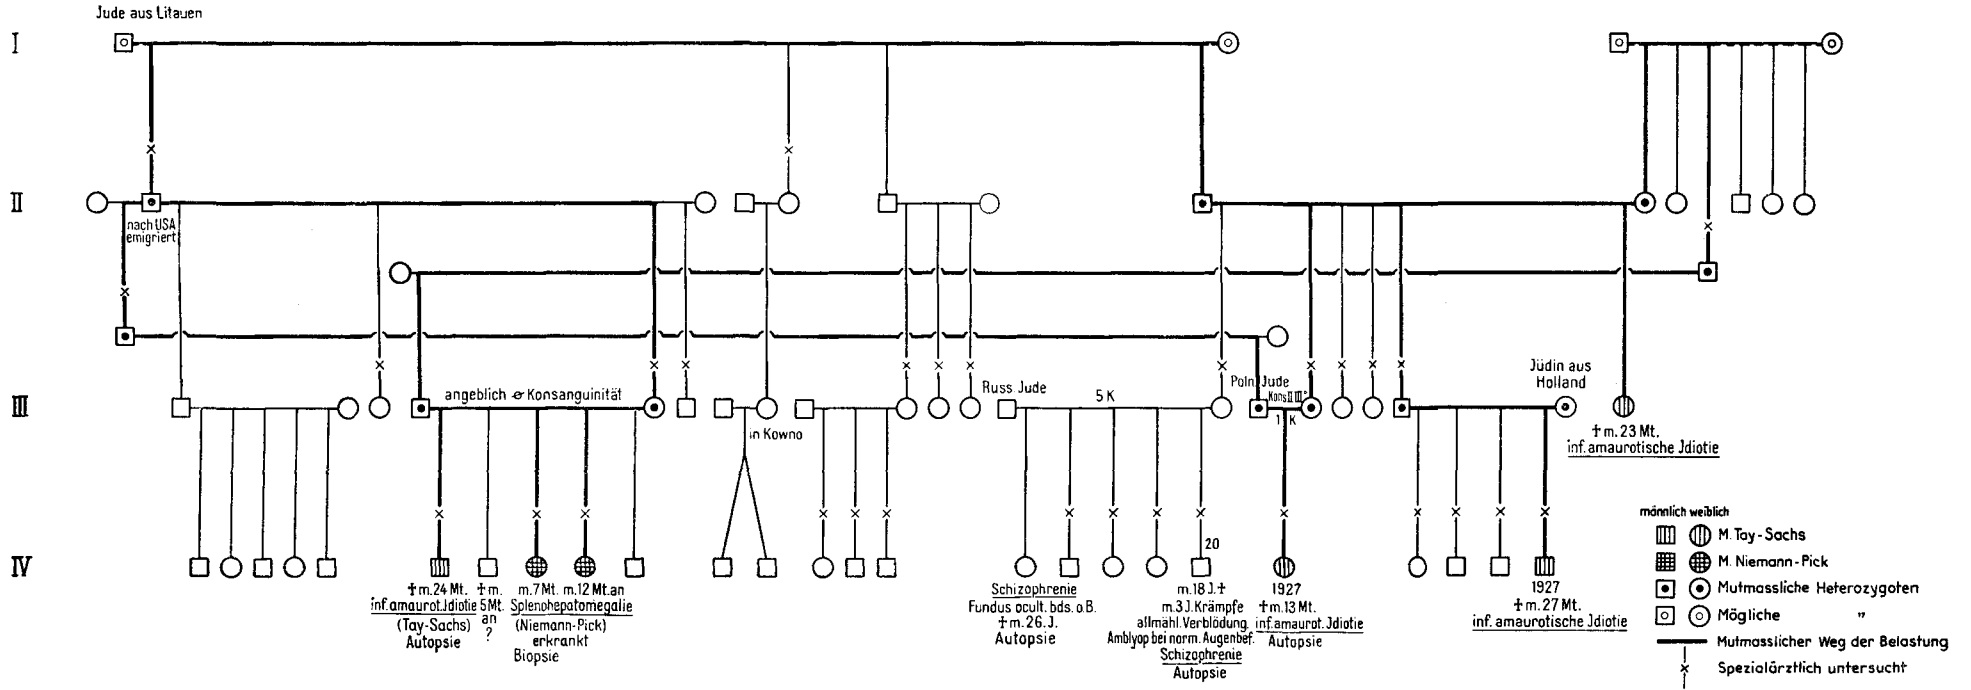 Jude aus Litauen
I
II
nach USA
emigriert
Jüdin aus
Holland
Russ. Jude
5 K
Poln. Jude
Kons. II III°
1 K
III
angeblich ⌀ Konsanguinität
in Kowno
† m. 23 Mt.
inf. amaurotische Jdiotie
20
IV
† m. 24 Mt.
inf. amaurot. Jdiotie
(Tay-Sachs)
Autopsie
† m.
5 Mt.
an
?
m. 7 Mt. m. 12 Mt. an
Splenohepatomegalie
(Niemann-Pick)
erkrankt
Biopsie
Schizophrenie
Fundus ocult. bds. o. B.
† m. 26. J.
Autopsie
m. 18 J. †
m. 3 J. Krämpfe
allmähl. Verblödung.
Amblyop bei norm. Augenbef.
Schizophrenie
Autopsie
1927
† m. 13 Mt.
inf. amaurot. Jdiotie
Autopsie
1927
† m. 27 Mt.
inf. amaurotische Jdiotie
männlich weiblich
M. Tay-Sachs
M. Niemann-Pick
Mutmassliche Heterozygoten
Mögliche "
Mutmasslicher Weg der Belastung
Spezialärztlich untersucht